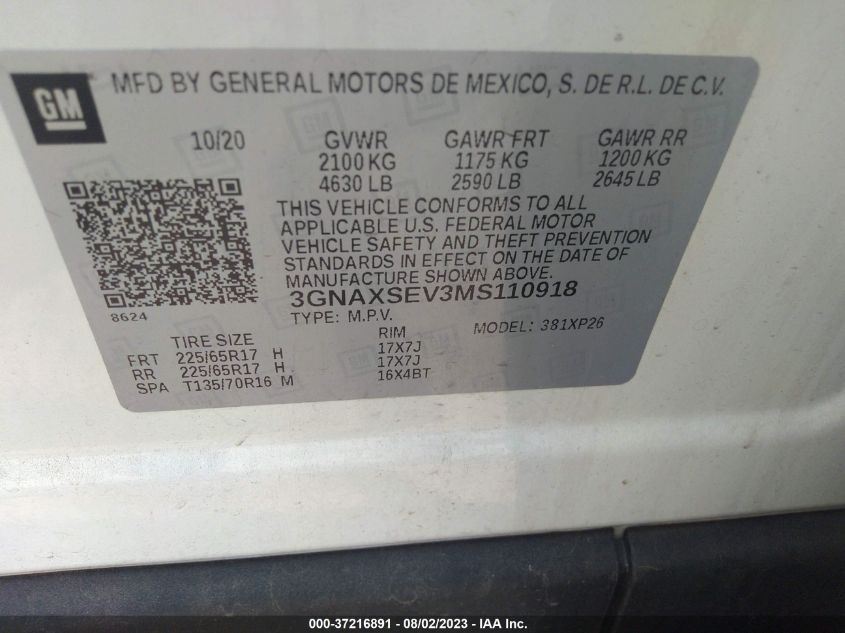 GM
MFD BY GENERAL MOTORS DE MEXICO, S. DE R.L. DE C.V.
10/20 GVWR GAWR FRT GAWR RR
2100 KG 1175 KG 1200 KG
4630 LB 2590 LB 2645 LB
THIS VEHICLE CONFORMS TO ALL
APPLICABLE U.S. FEDERAL MOTOR
VEHICLE SAFETY AND THEFT PREVENTION
STANDARDS IN EFFECT ON THE DATE OF
MANUFACTURE SHOWN ABOVE.
3GNAXSEV3MS110918
8624
TYPE: M.P.V. MODEL: 381XP26
TIRE SIZE RIM
FRT 225/65R17 H 17X7J
RR 225/65R17 H 17X7J
SPA T135/70R16 M 16X4BT
000-37216891 - 08/02/2023 - IAA Inc.